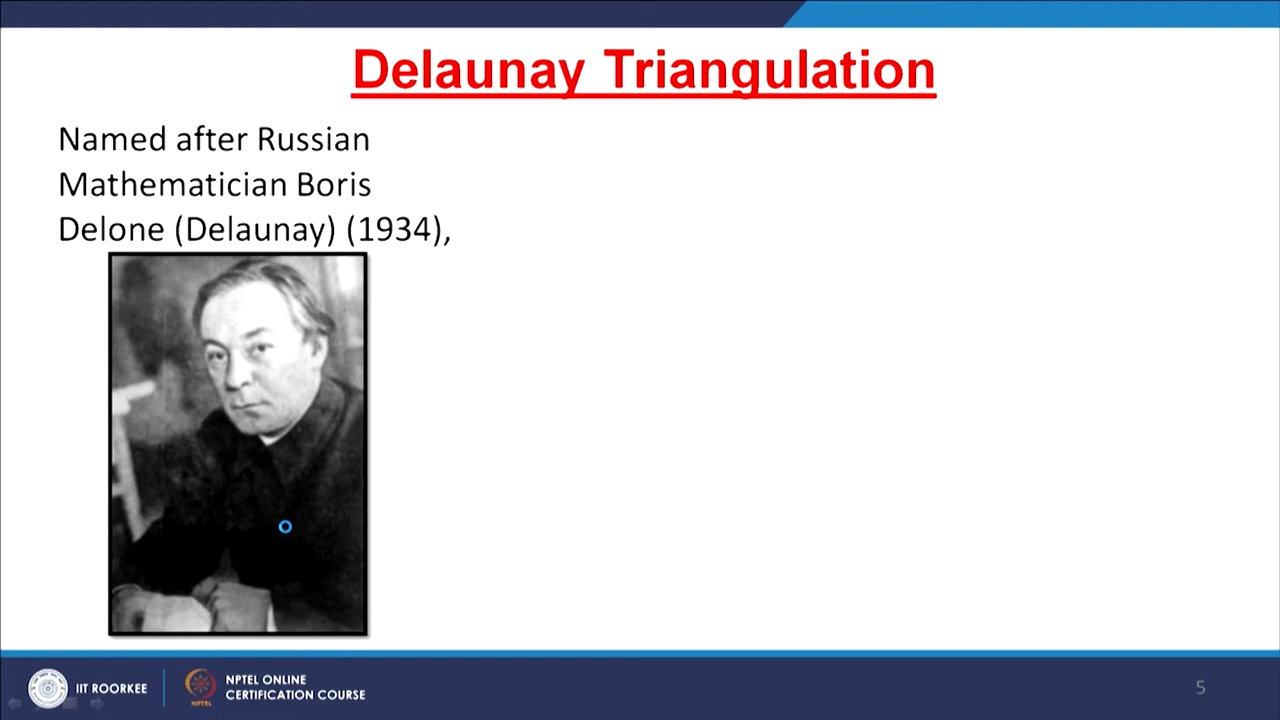 Delaunay Triangulation
Named after Russian
Mathematician Boris
Delone (Delaunay) (1934),
IIT ROORKEE
NPTEL
NPTEL ONLINE
CERTIFICATION COURSE
5